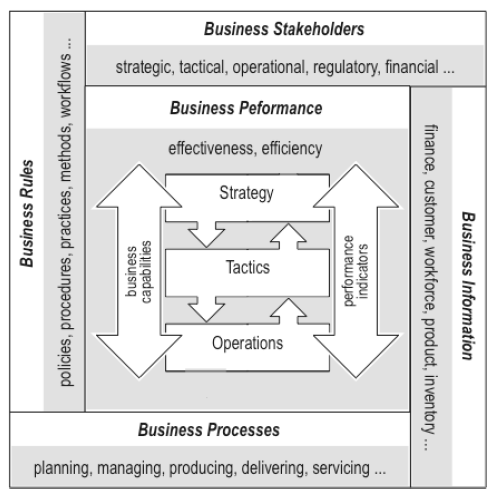 Business Stakeholders
strategic, tactical, operational, regulatory, financial ...
Business Rules
policies, procedures, practices, methods, workflows ...
Business Peformance
effectiveness, efficiency
Strategy
Tactics
Operations
business
capabilities
performance
indicators
finance, customer, workforce, product, inventory ...
Business Information
Business Processes
planning, managing, producing, delivering, servicing ...